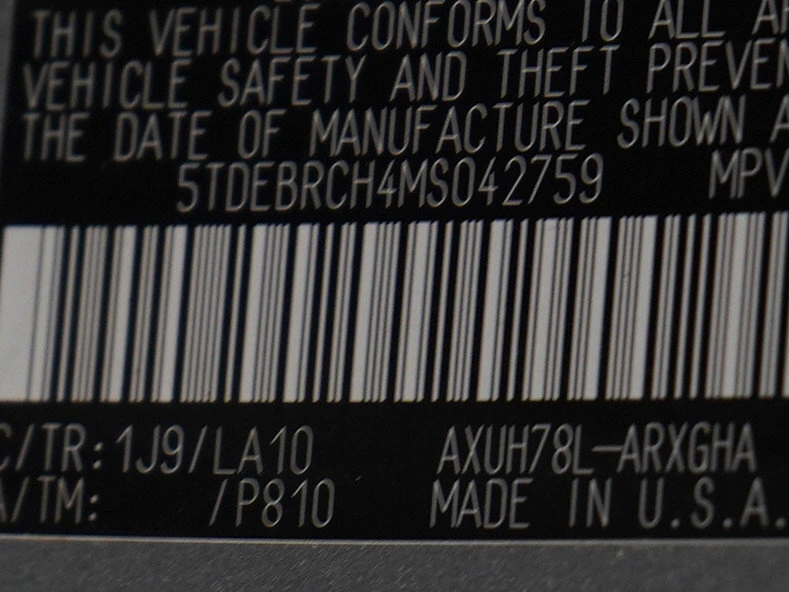 THIS VEHICLE CONFORMS TO ALL
VEHICLE SAFETY AND THEFT PREVEN
THE DATE OF MANUFACTURE SHOWN A
5TDEBRCH4MS042759 MPV
C/TR: 1J9/LA10 AXUH78L-ARXGHA
A/TM: /P810 MADE IN U.S.A.